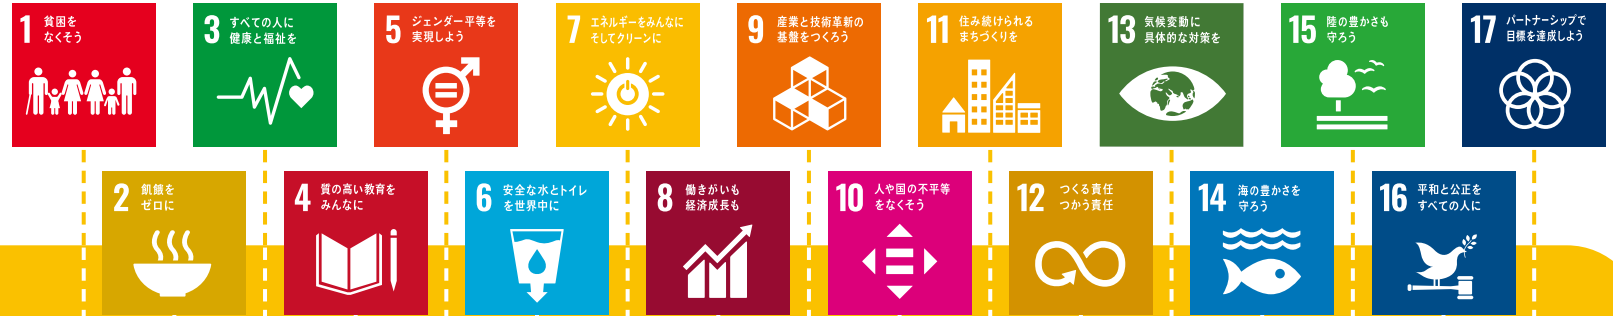 1 貧困を
なくそう
3 すべての人に
健康と福祉を
5 ジェンダー平等を
実現しよう
7 エネルギーをみんなに
そしてクリーンに
9 産業と技術革新の
基盤をつくろう
11 住み続けられる
まちづくりを
13 気候変動に
具体的な対策を
15 陸の豊かさも
守ろう
17 パートナーシップで
目標を達成しよう
2 飢餓を
ゼロに
4 質の高い教育を
みんなに
6 安全な水とトイレ
を世界中に
8 働きがいも
経済成長も
10 人や国の不平等
をなくそう
12 つくる責任
つかう責任
14 海の豊かさを
守ろう
16 平和と公正を
すべての人に